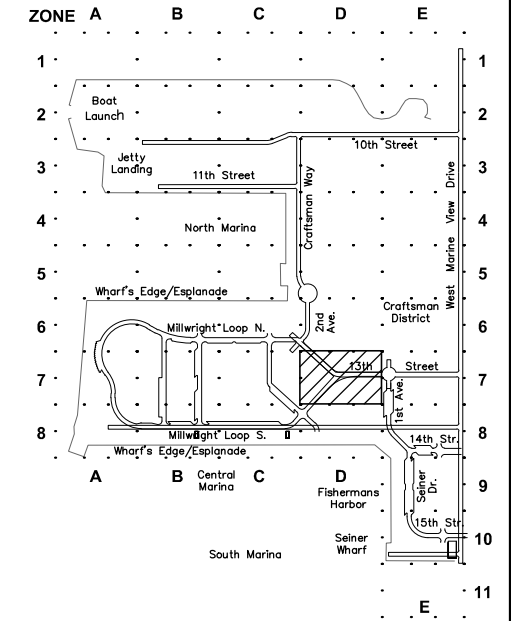 ZONE A B C D E
1 1
Boat
Launch
2 2
10th Street
Jetty
Landing
3 3
11th Street
Craftsman Way
West Marine View Drive
4 4
North Marina
5 5
Wharf's Edge/Esplanade
Craftsman
District
2nd
Ave.
6 6
Millwright Loop N.
13th Street
7 7
1st Ave.
8 8
Millwright Loop S.
14th Str.
Wharf's Edge/Esplanade
A B C D
Central
Marina
Seiner
Dr.
9
Fishermans
Harbor
15th Str.
Seiner
Wharf
10
South Marina
11
E